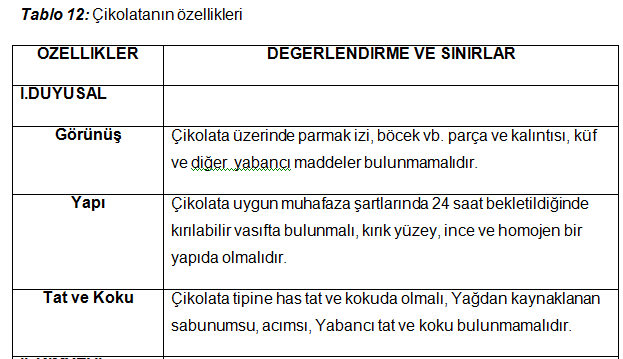 Tablo 12: Çikolatanın özellikleri
OZELLIKLER
DEGERLENDIRME VE SINIRLAR
I.DUYUSAL
Görünüş
Çikolata üzerinde parmak izi, böcek vb. parça ve kalıntısı, küf
ve diğer yabancı maddeler bulunmamalıdır.
Yapı
Çikolata uygun muhafaza şartlarında 24 saat bekletildiğinde
kırılabilir vasıfta bulunmalı, kırık yüzey, ince ve homojen bir
yapıda olmalıdır.
Tat ve Koku
Çikolata tipine has tat ve kokuda olmalı, Yağdan kaynaklanan
sabunumsu, acımsı, Yabancı tat ve koku bulunmamalıdır.